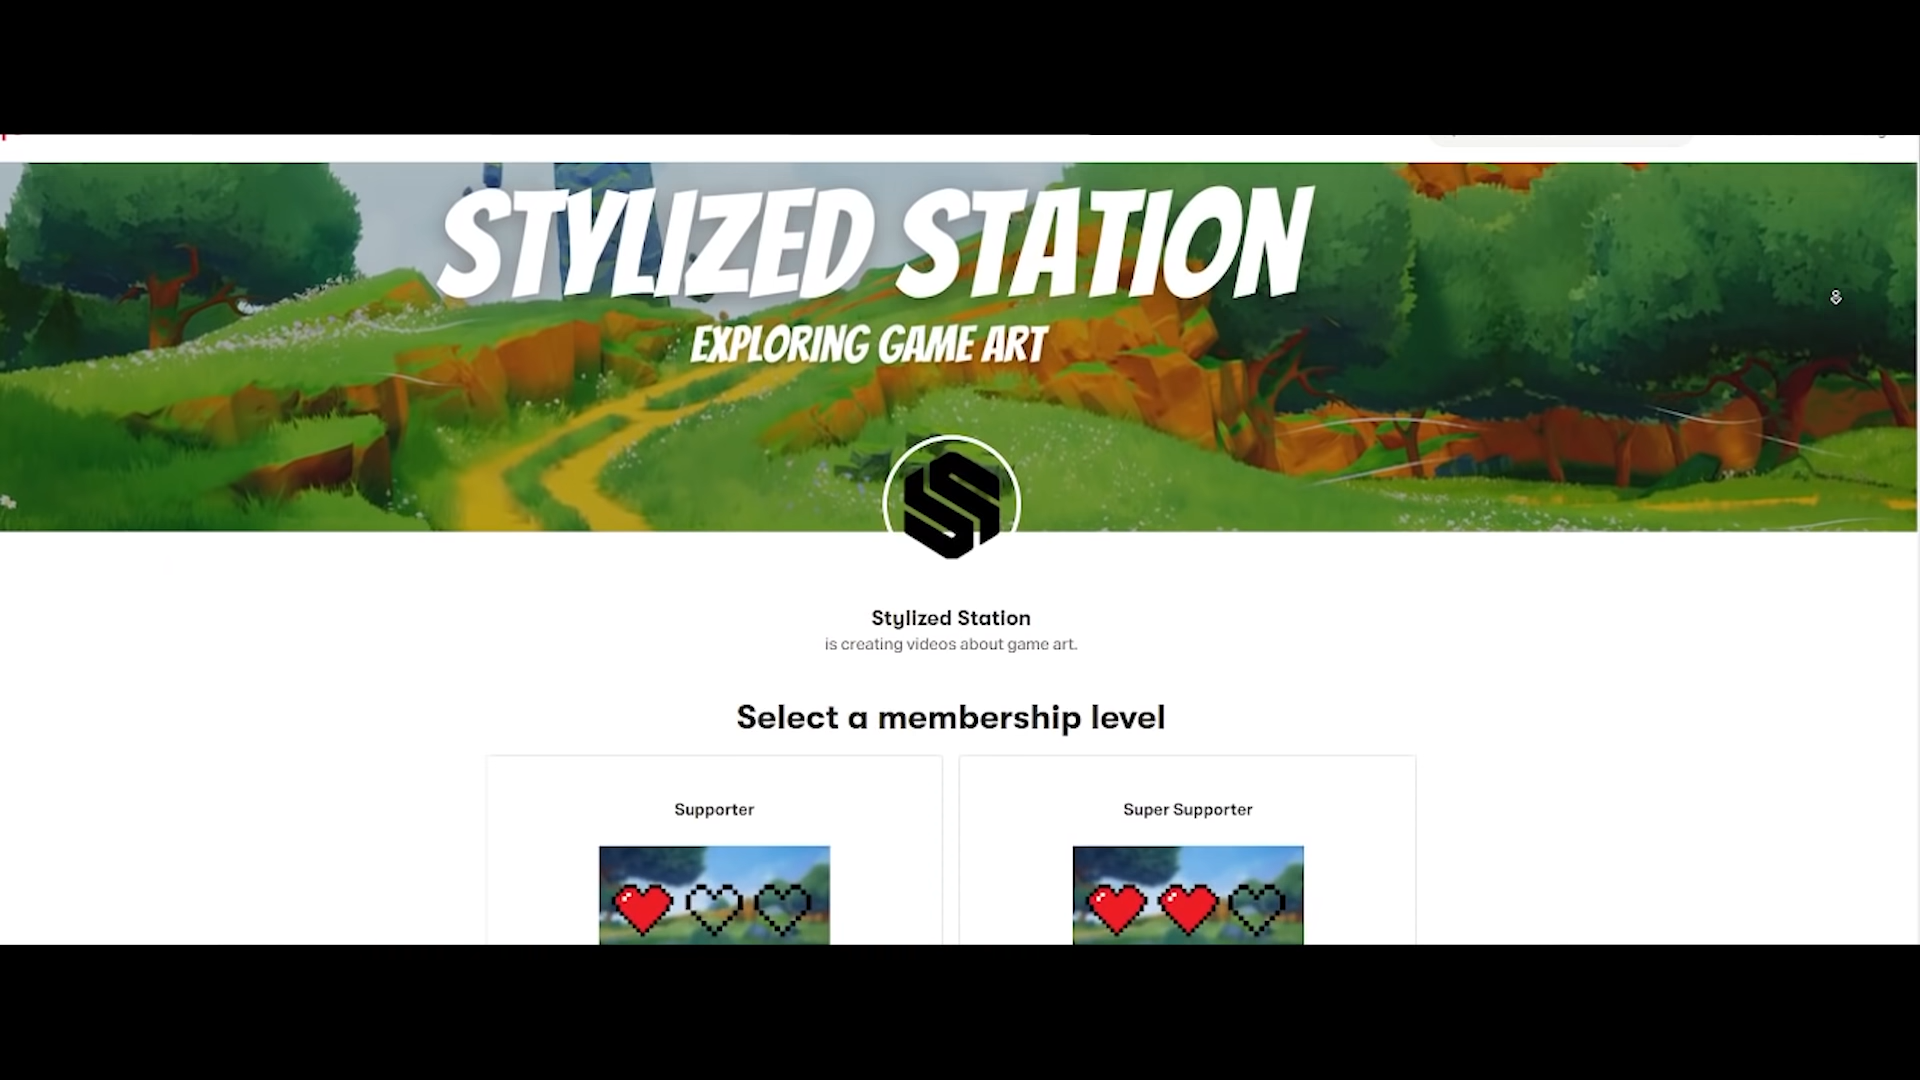 STYLIZED STATION
EXPLORING GAME ART
Stylized Station
is creating videos about game art.
Select a membership level
Supporter
Super Supporter